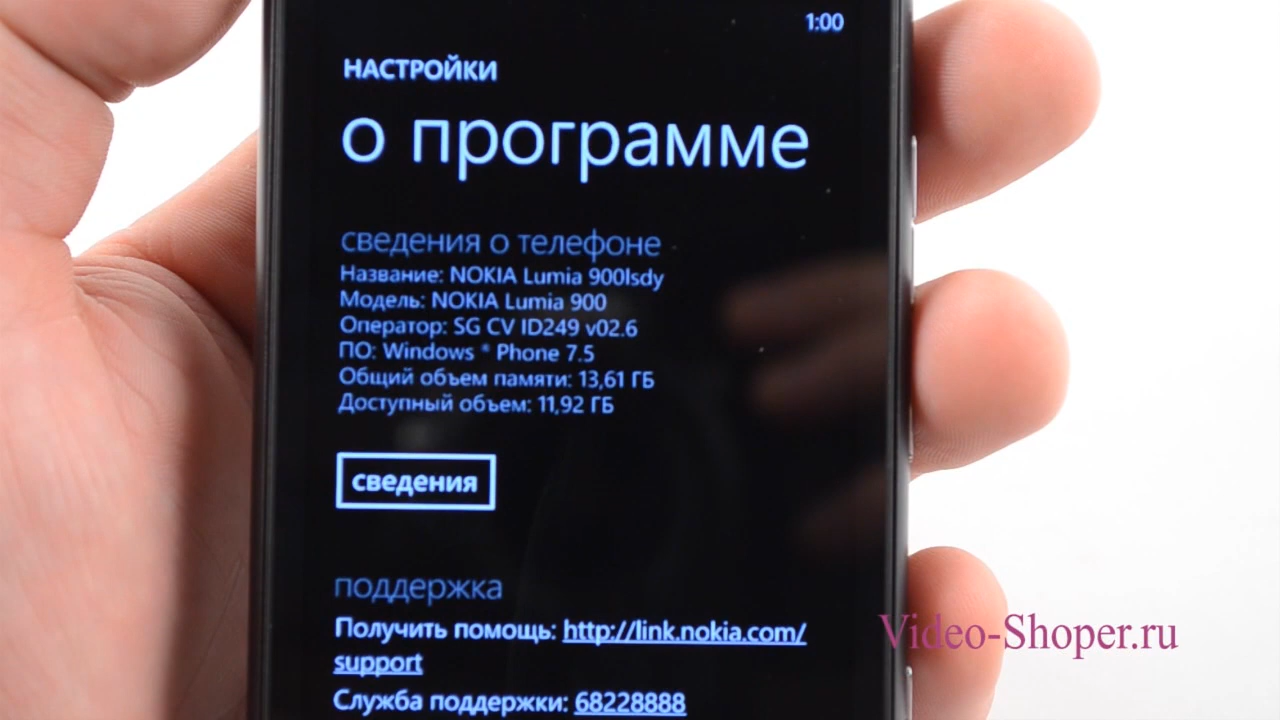 1:00
НАСТРОЙКИ
о программе
сведения о телефоне
Название: NOKIA Lumia 900lsdy
Модель: NOKIA Lumia 900
Оператор: SG CV ID249 v02.6
ПО: Windows ® Phone 7.5
Общий объем памяти: 13,61 ГБ
Доступный объем: 11,92 ГБ
сведения
поддержка
Получить помощь: http://link.nokia.com/
support
Служба поддержки: 68228888
Video-Shoper.ru